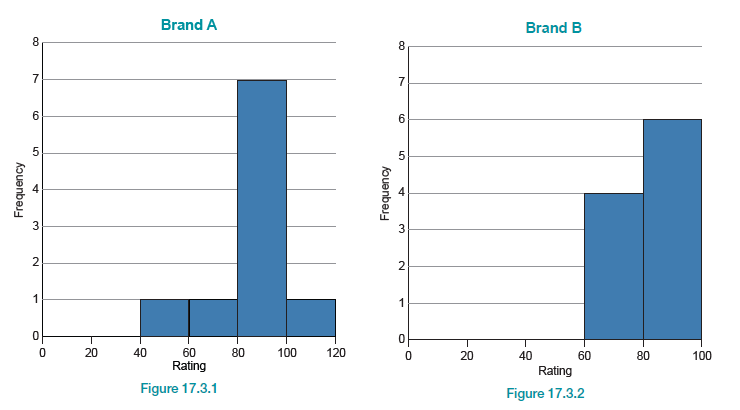 Brand A
8
7
6
5
4
3
2
1
0
Frequency
0 20 40 60 80 100 120
Rating
Figure 17.3.1
Brand B
8
7
6
5
4
3
2
1
0
Frequency
0 20 40 60 80 100
Rating
Figure 17.3.2